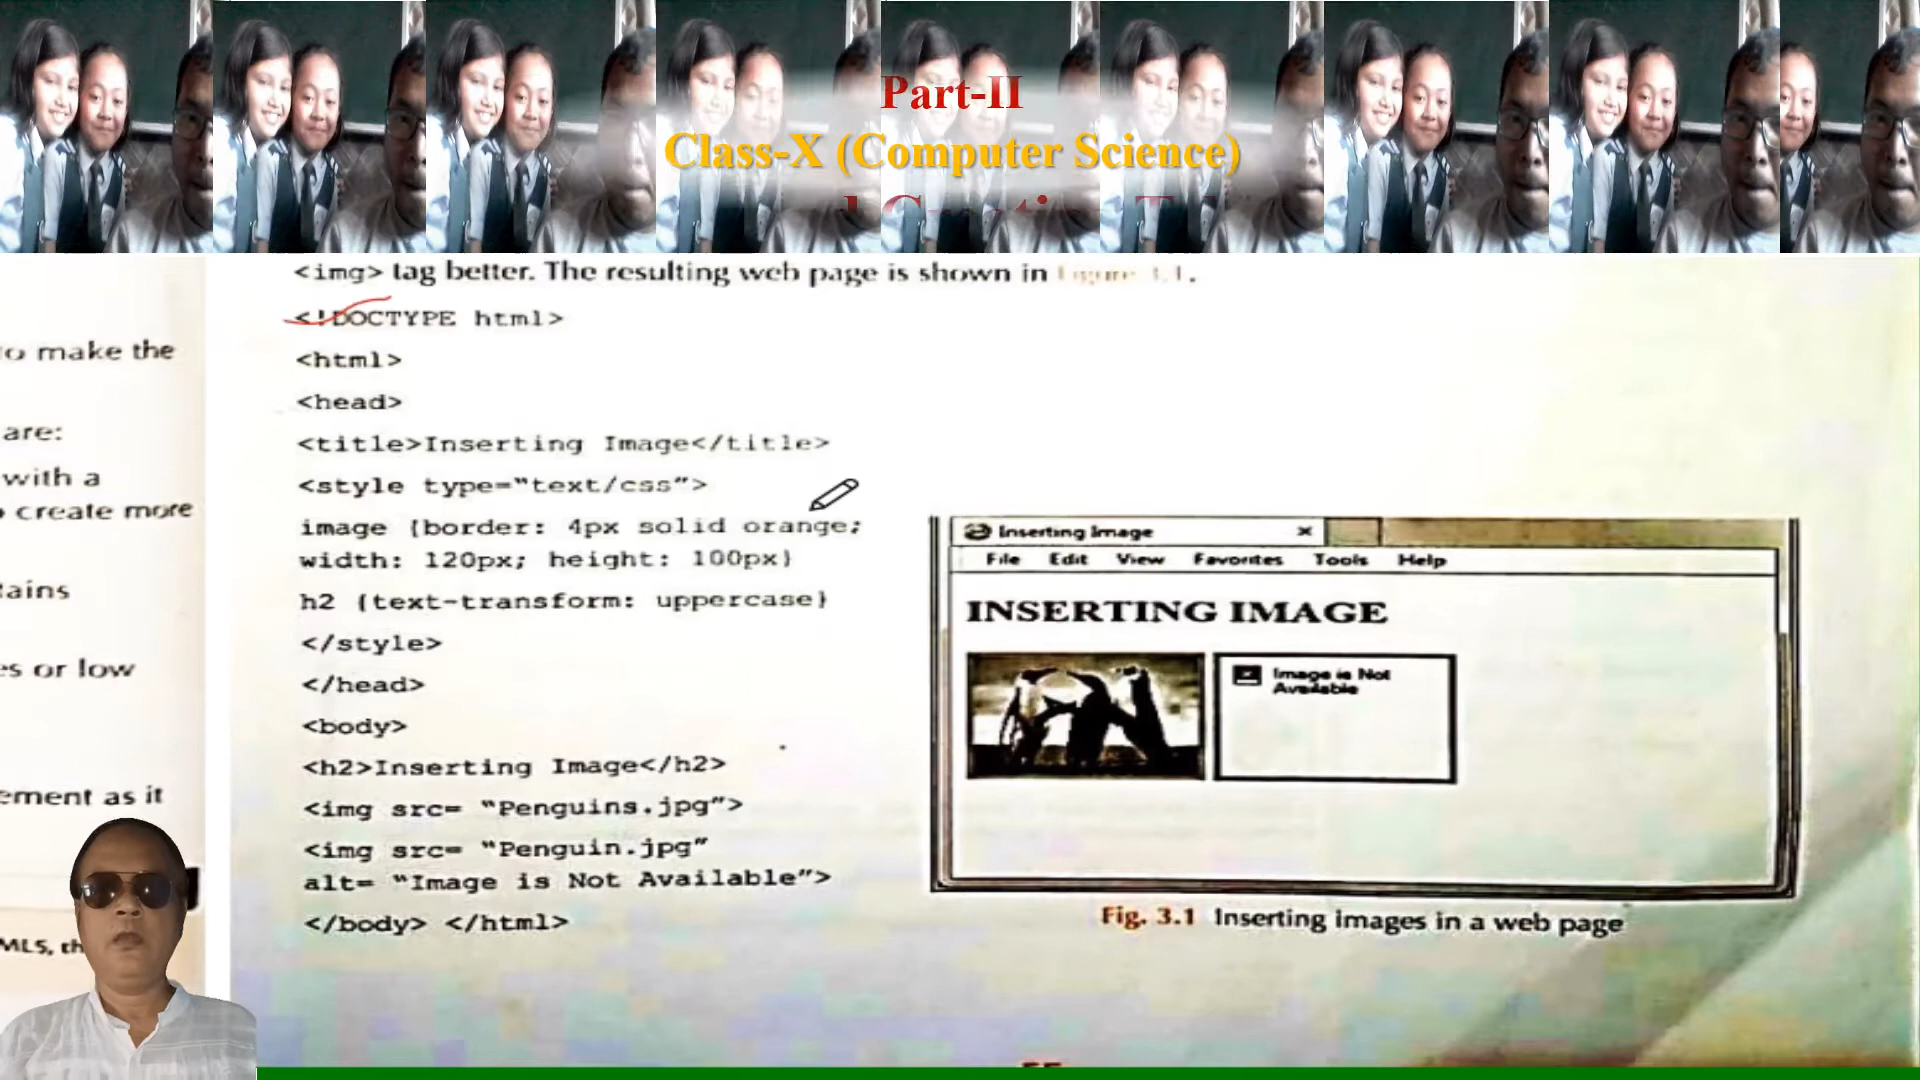 Part-II
Class-X (Computer Science)
<img> tag better. The resulting web page is shown in Figure 3.1.
<!DOCTYPE html>
<html>
<head>
<title>Inserting Image</title>
<style type="text/css">
image {border: 4px solid orange;
width: 120px; height: 100px}
h2 {text-transform: uppercase}
</style>
</head>
<body>
<h2>Inserting Image</h2>
<img src= "Penguins.jpg">
<img src= "Penguin.jpg"
alt= "Image is Not Available">
</body> </html>
to make the
are:
with a
create more
es or low
ement as it
Inserting Image ×
File Edit View Favorites Tools Help
INSERTING IMAGE
Image is Not
Available
Fig. 3.1 Inserting images in a web page